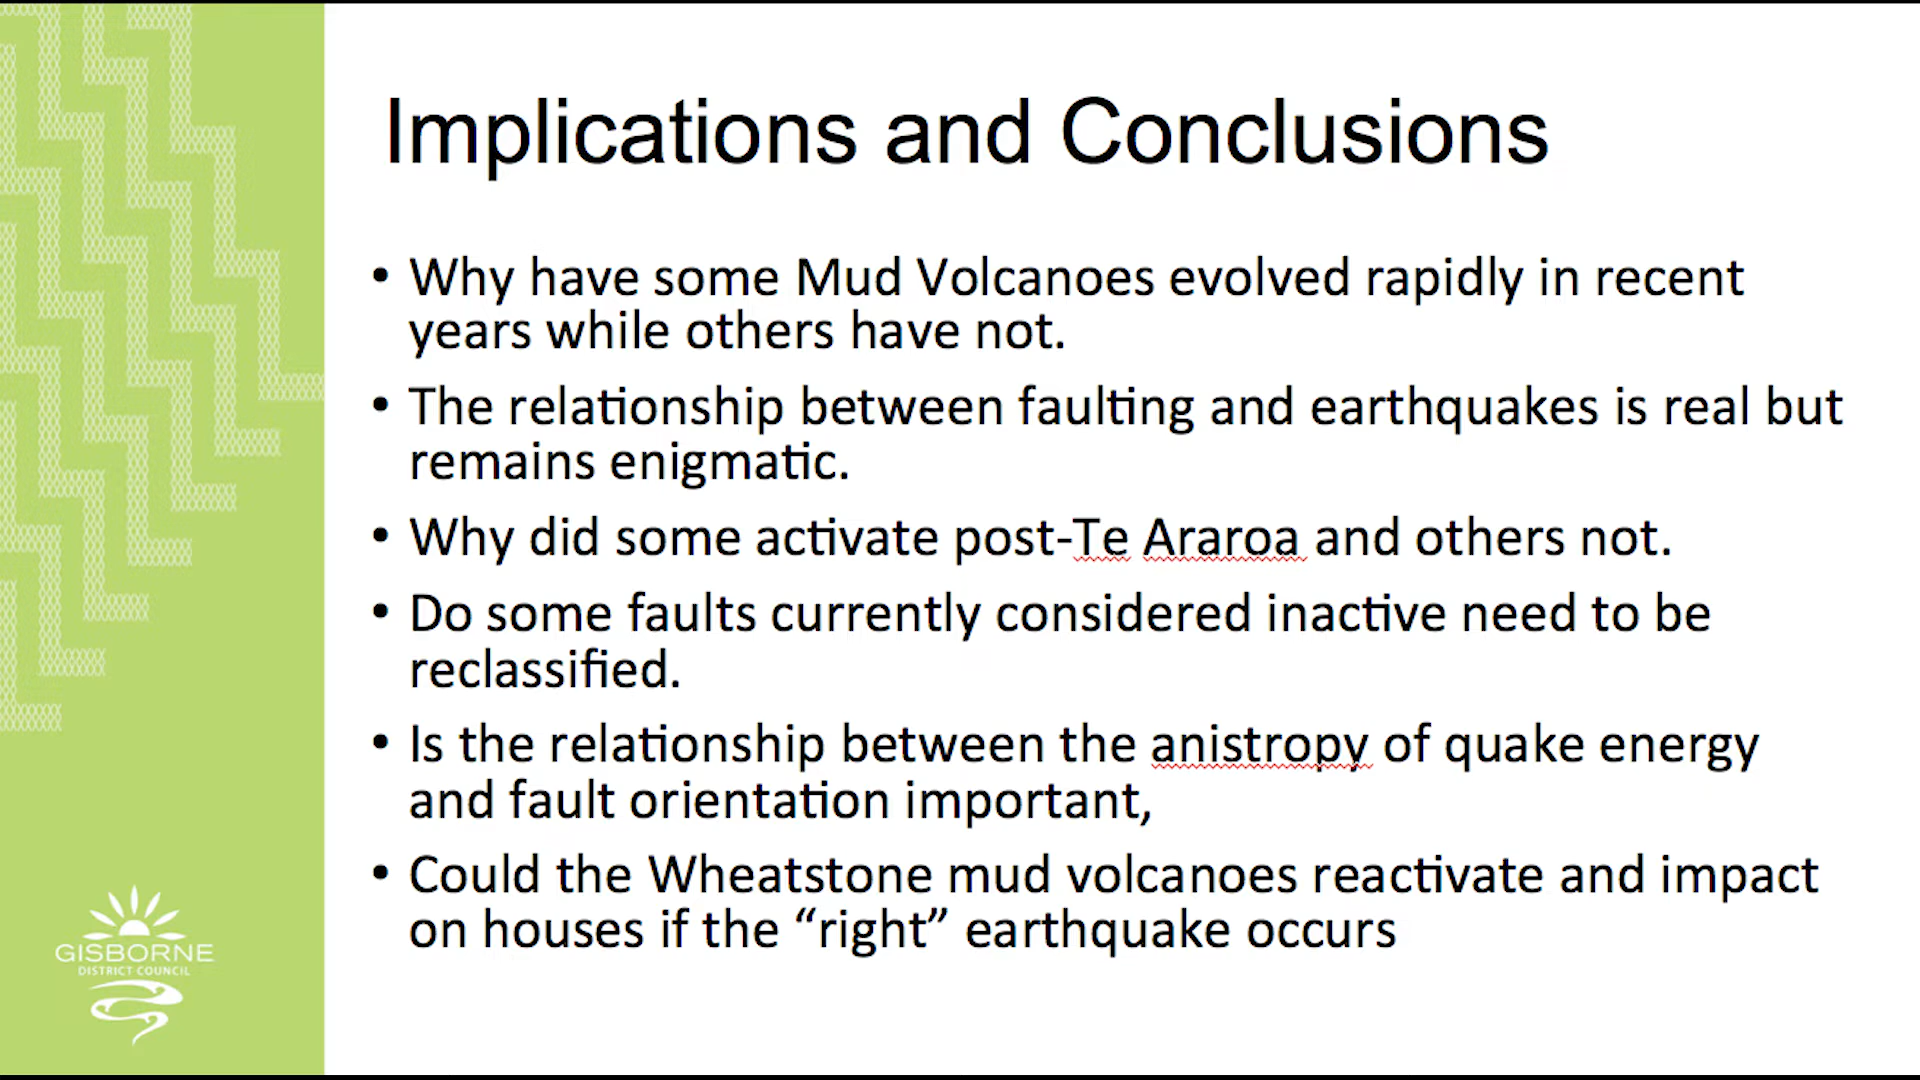 Implications and Conclusions
• Why have some Mud Volcanoes evolved rapidly in recent
years while others have not.
• The relationship between faulting and earthquakes is real but
remains enigmatic.
• Why did some activate post-Te Araroa and others not.
• Do some faults currently considered inactive need to be
reclassified.
• Is the relationship between the anistropy of quake energy
and fault orientation important,
• Could the Wheatstone mud volcanoes reactivate and impact
on houses if the “right” earthquake occurs
GISBORNE
DISTRICT COUNCIL